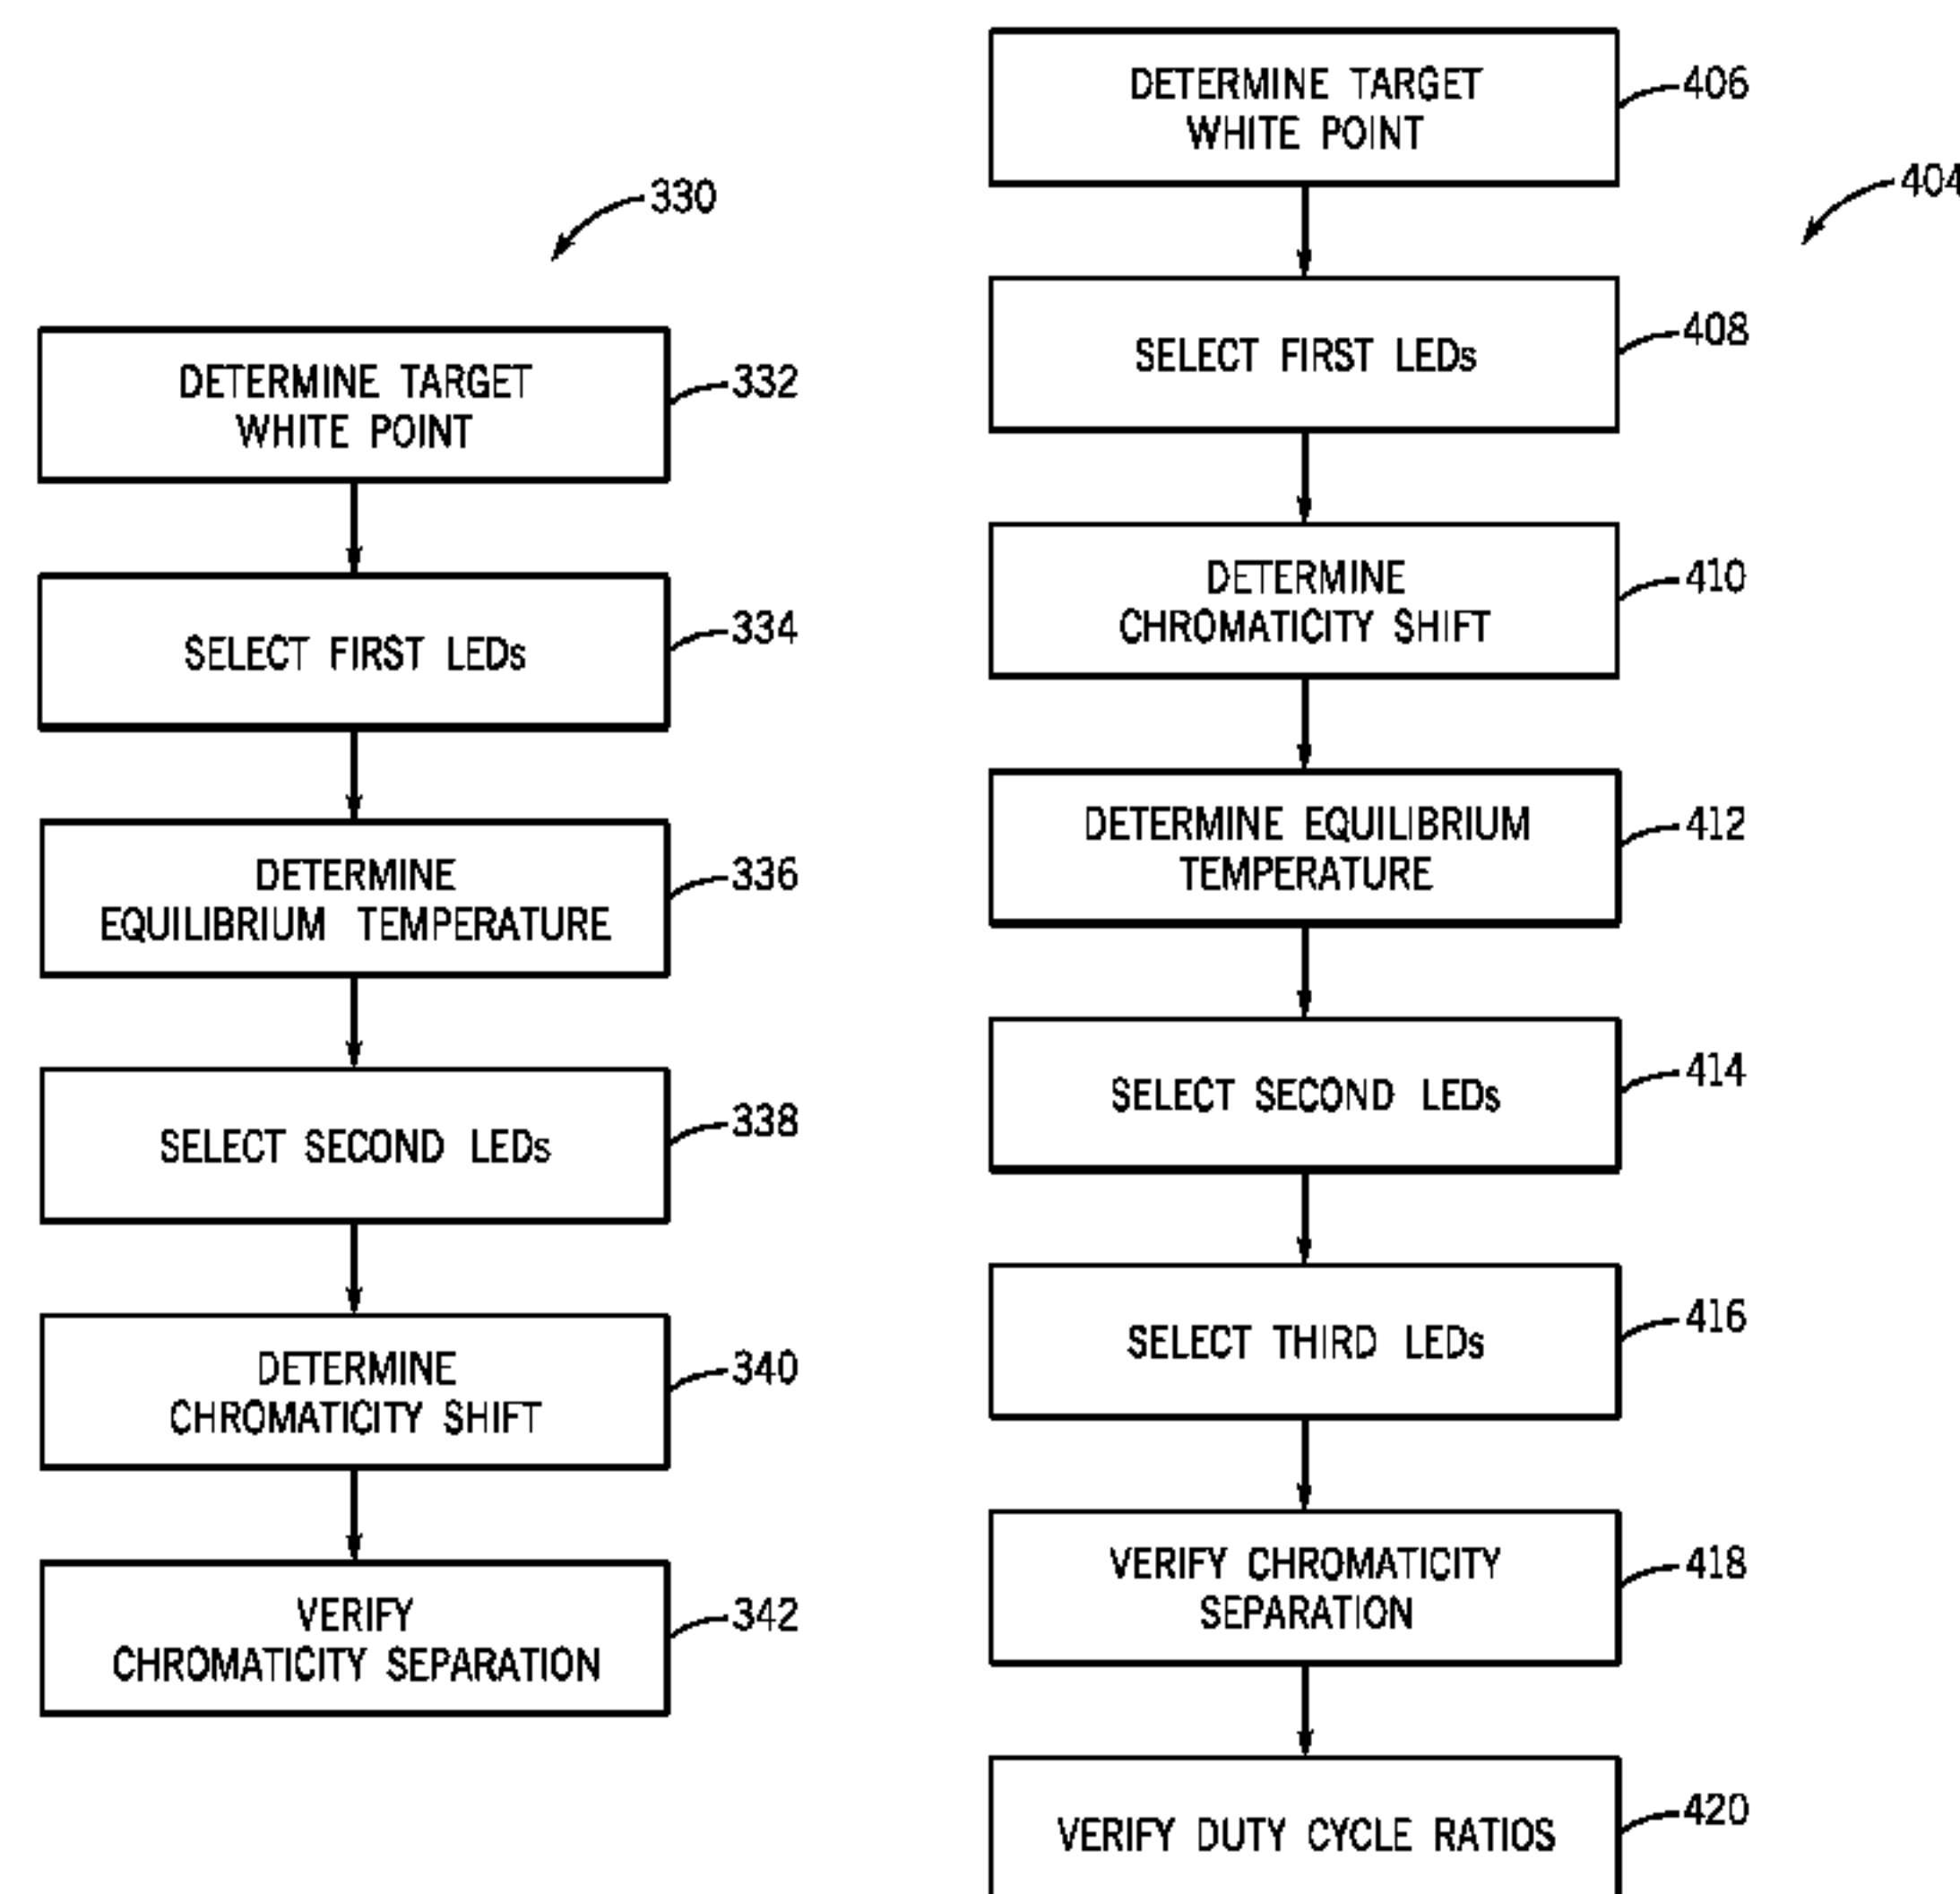 330
DETERMINE TARGET
WHITE POINT
332
SELECT FIRST LEDs
334
DETERMINE
EQUILIBRIUM TEMPERATURE
336
SELECT SECOND LEDs
338
DETERMINE
CHROMATICITY SHIFT
340
VERIFY
CHROMATICITY SEPARATION
342
404
DETERMINE TARGET
WHITE POINT
406
SELECT FIRST LEDs
408
DETERMINE
CHROMATICITY SHIFT
410
DETERMINE EQUILIBRIUM
TEMPERATURE
412
SELECT SECOND LEDs
414
SELECT THIRD LEDs
416
VERIFY CHROMATICITY
SEPARATION
418
VERIFY DUTY CYCLE RATIOS
420